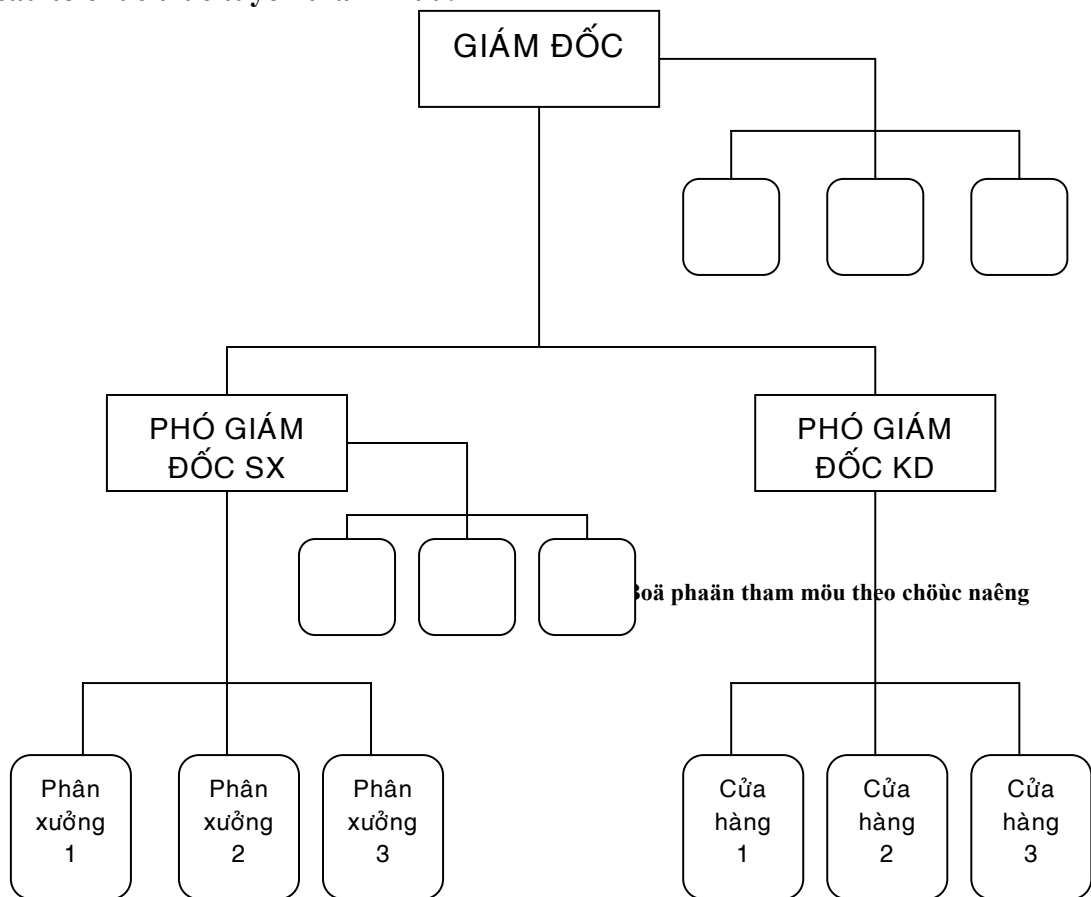 GIÁM ĐỐC
PHÓ GIÁM
ĐỐC SX
PHÓ GIÁM
ĐỐC KD
phaän tham möu theo chöùc naêng
Phân
xưởng
1
Phân
xưởng
2
Phân
xưởng
3
Cửa
hàng
1
Cửa
hàng
2
Cửa
hàng
3